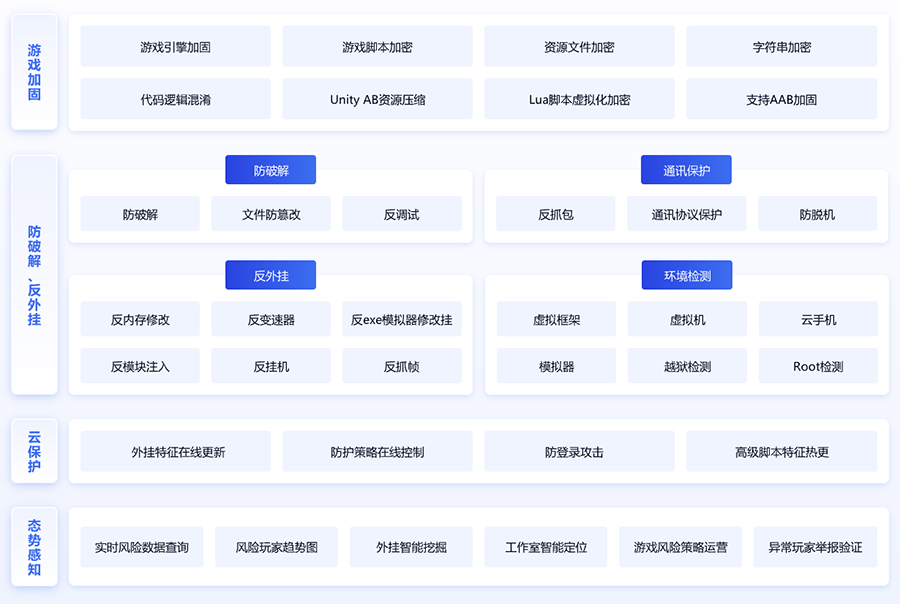 游戏加固
游戏引擎加固
游戏脚本加密
资源文件加密
字符串加密
代码逻辑混淆
Unity AB资源压缩
Lua脚本虚拟化加密
支持AAB加固
防破解、反外挂
防破解
防破解
文件防篡改
反调试
通讯保护
反抓包
通讯协议保护
防脱机
反外挂
反内存修改
反变速器
反exe模拟器修改挂
反模块注入
反挂机
反抓帧
环境检测
虚拟框架
虚拟机
云手机
模拟器
越狱检测
Root检测
云保护
外挂特征在线更新
防护策略在线控制
防登录攻击
高级脚本特征热更
态势感知
实时风险数据查询
风险玩家趋势图
外挂智能挖掘
工作室智能定位
游戏风险策略运营
异常玩家举报验证